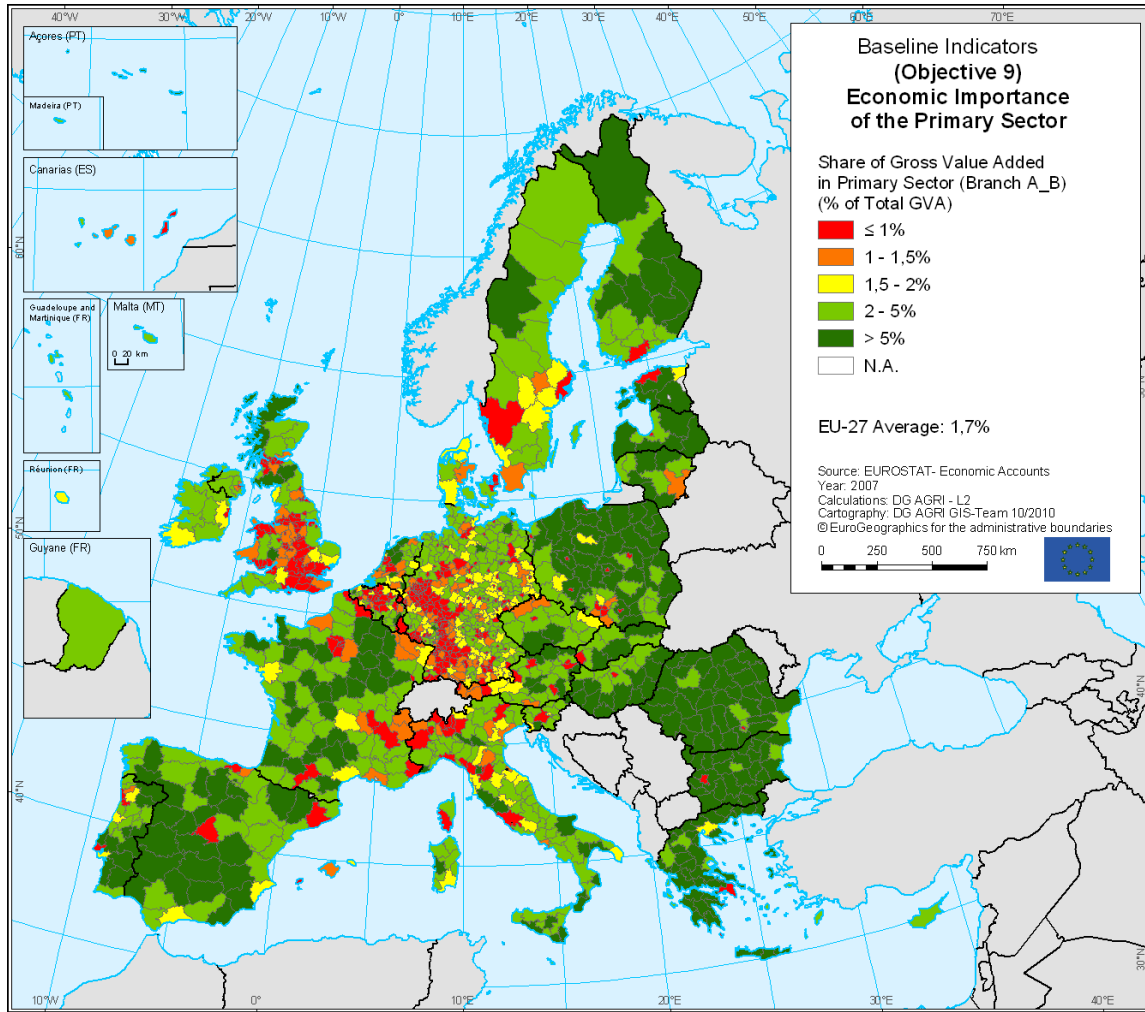 40°W
30°W
20°W
10°W
0°
10°E
20°E
30°E
40°E
50°E
60°E
70°E
Açores (PT)
Madeira (PT)
Canarias (ES)
Guadeloupe and
Martinique (FR)
Malta (MT)
0 20 km
Réunion (FR)
Guyane (FR)
Baseline Indicators
(Objective 9)
Economic Importance
of the Primary Sector
Share of Gross Value Added
in Primary Sector (Branch A_B)
(% of Total GVA)
≤ 1%
1 - 1,5%
1,5 - 2%
2 - 5%
> 5%
N.A.
EU-27 Average: 1,7%
Source: EUROSTAT- Economic Accounts
Year: 2007
Calculations: DG AGRI - L2
Cartography: DG AGRI GIS-Team 10/2010
© EuroGeographics for the administrative boundaries
0 250 500 750 km
60°N
50°N
40°N
40°N
30°N
10°W
0°
10°E
20°E
30°E
40°E